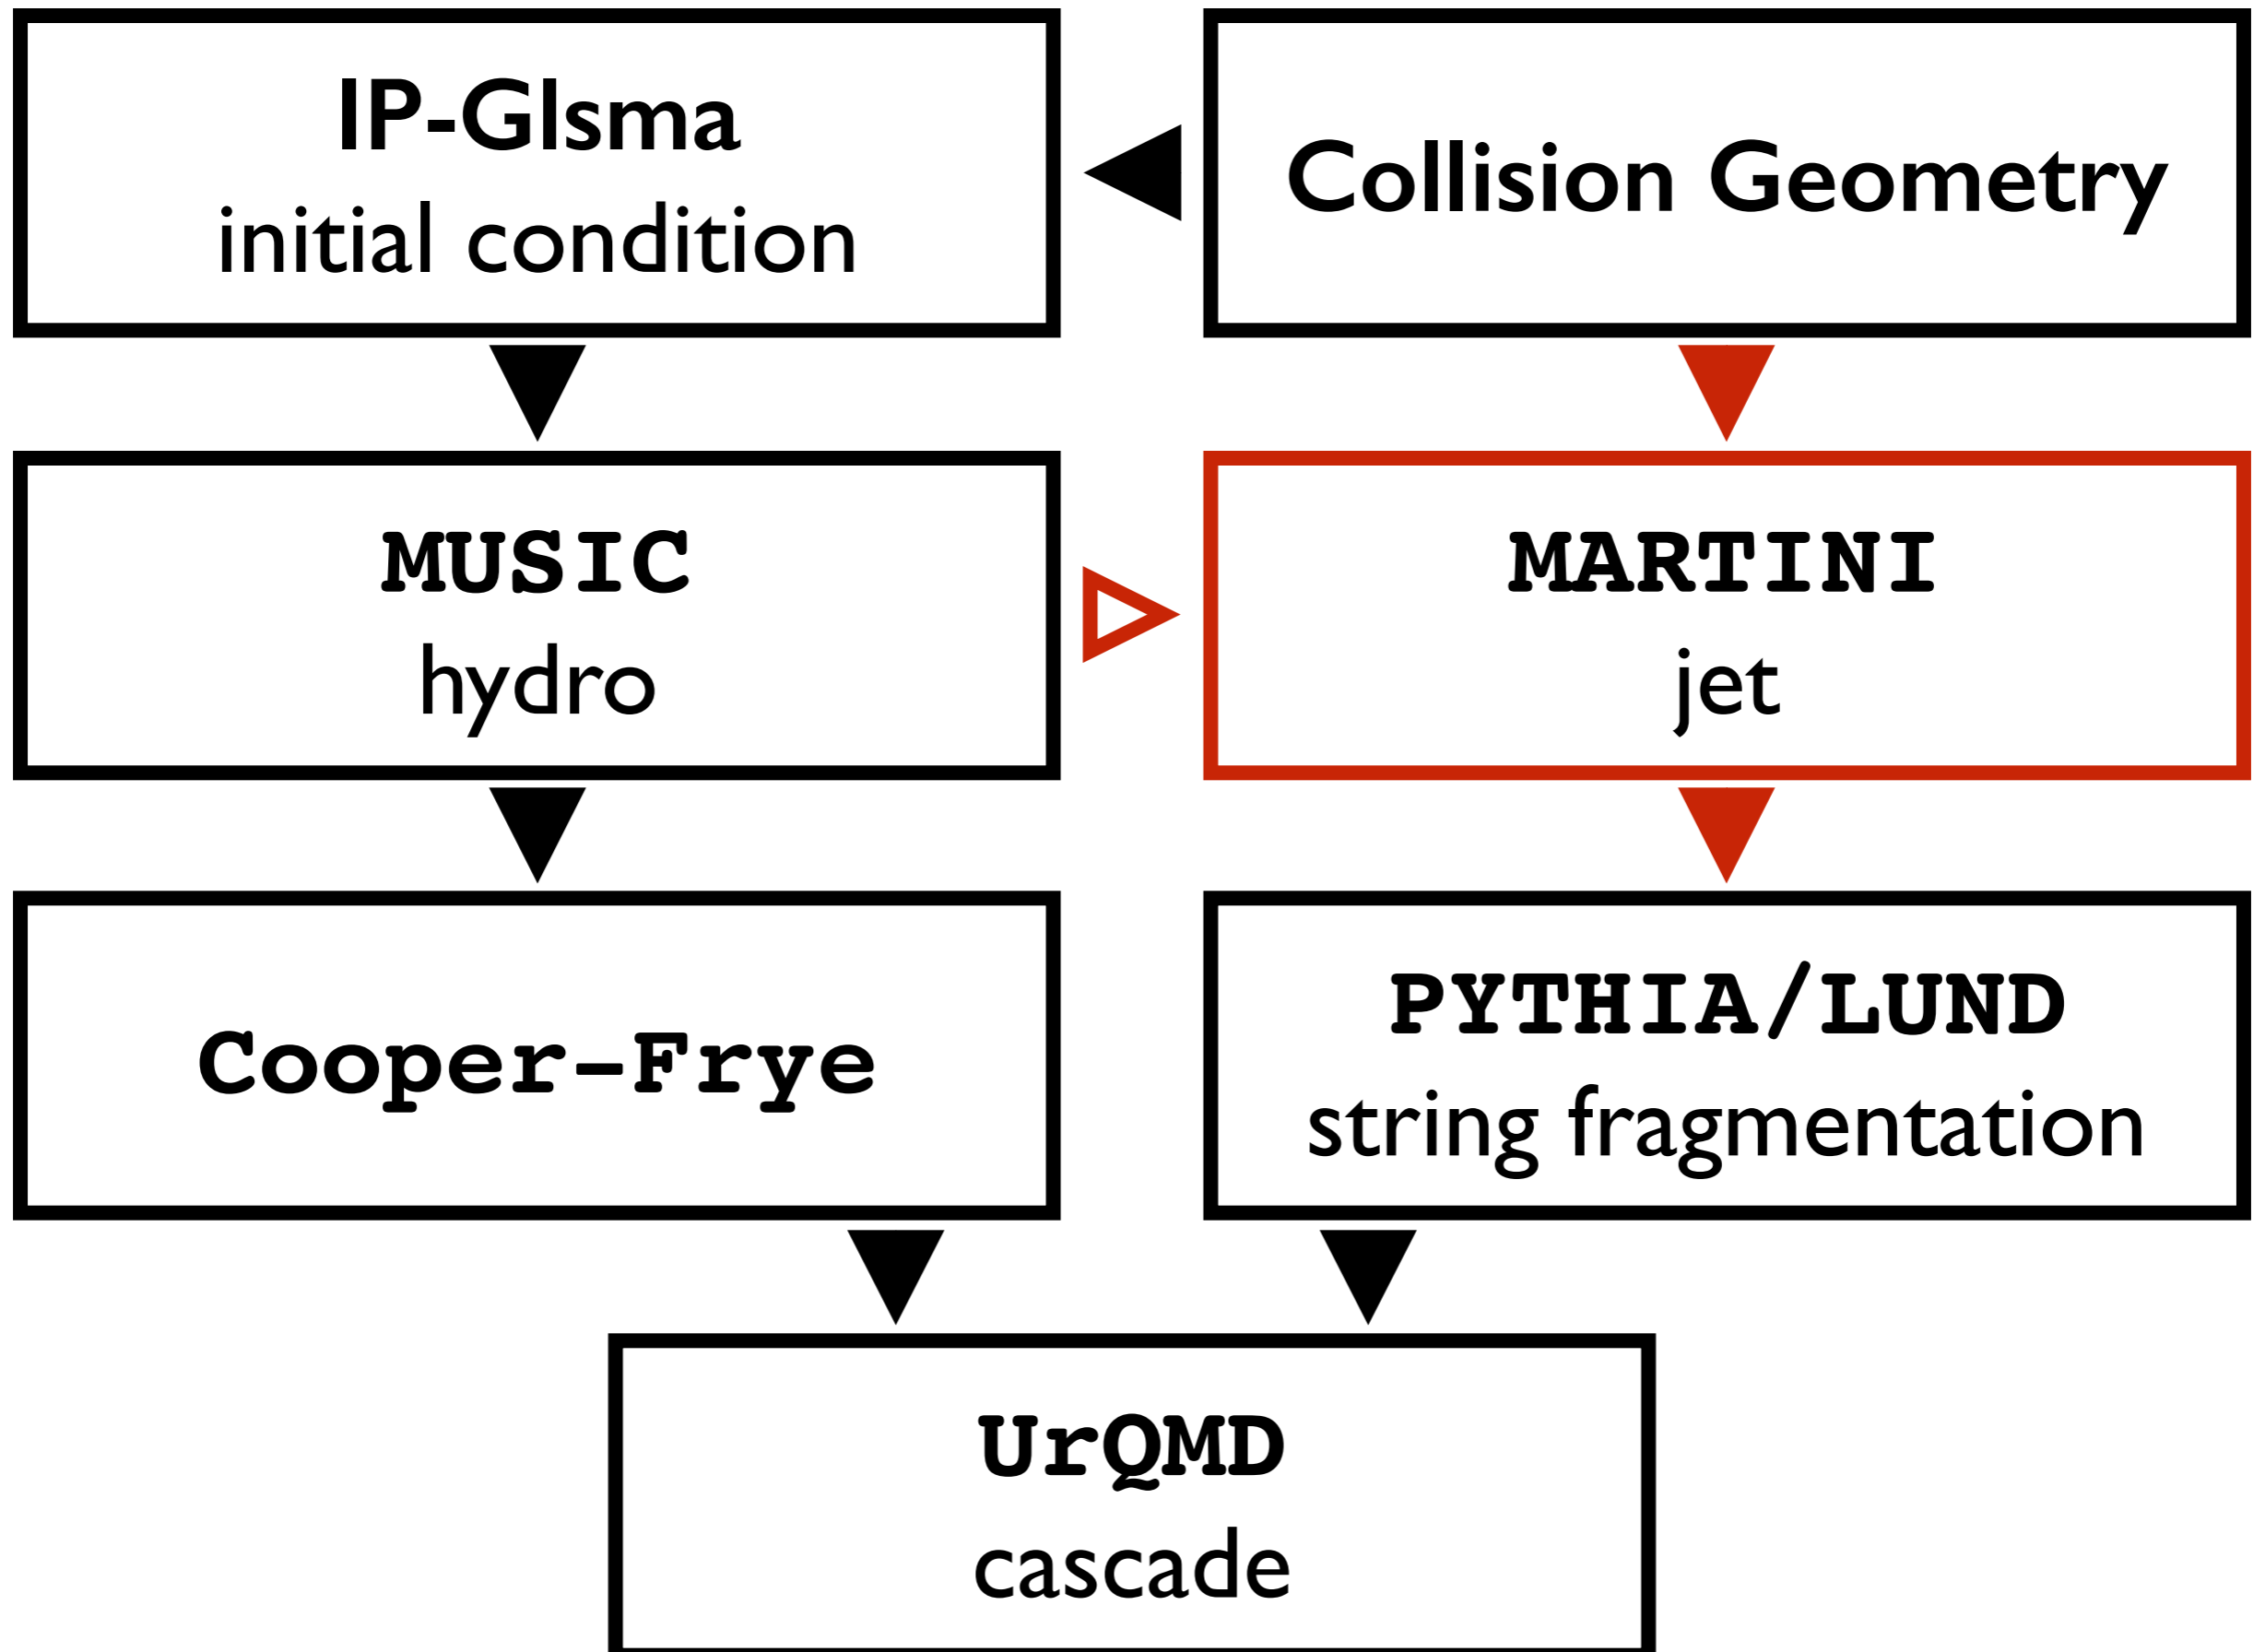 IP-Glsma
initial condition
Collision Geometry
MUSIC
hydro
MARTINI
jet
Cooper-Frye
PYTHIA/LUND
string fragmentation
UrQMD
cascade